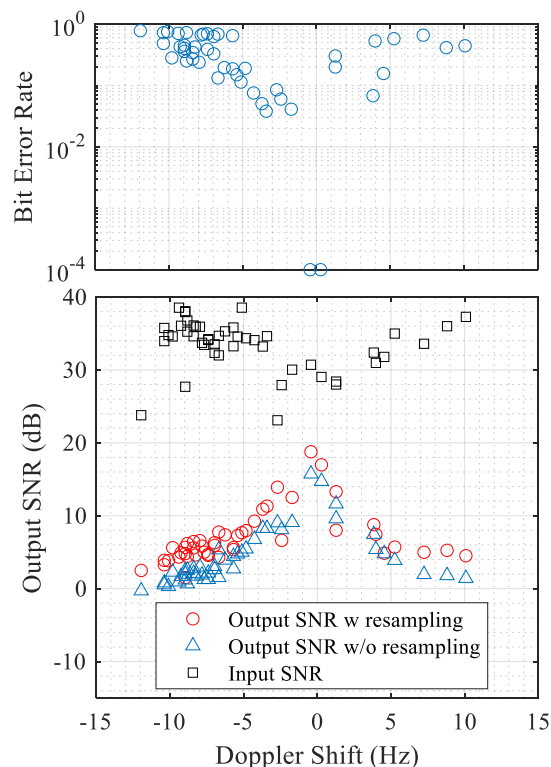 10^0
10^-2
10^-4
Bit Error Rate
40
30
20
10
0
-10
Output SNR (dB)
Output SNR w resampling
Output SNR w/o resampling
Input SNR
-15 -10 -5 0 5 10 15
Doppler Shift (Hz)